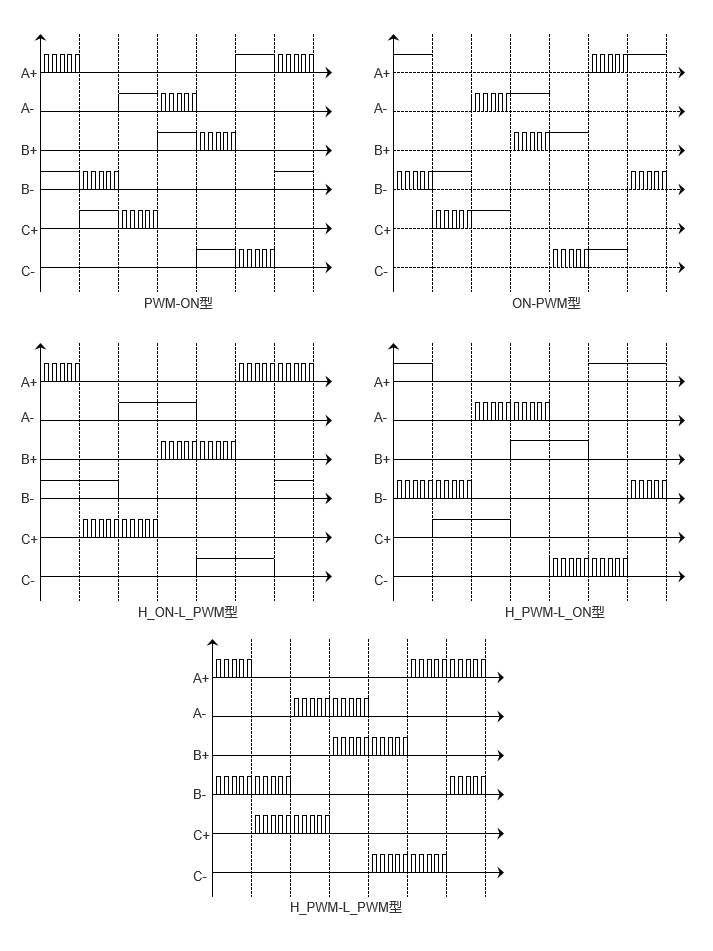 A+
A-
B+
B-
C+
C-
PWM-ON型
A+
A-
B+
B-
C+
C-
ON-PWM型
A+
A-
B+
B-
C+
C-
H_ON-L_PWM型
A+
A-
B+
B-
C+
C-
H_PWM-L_ON型
A+
A-
B+
B-
C+
C-
H_PWM-L_PWM型